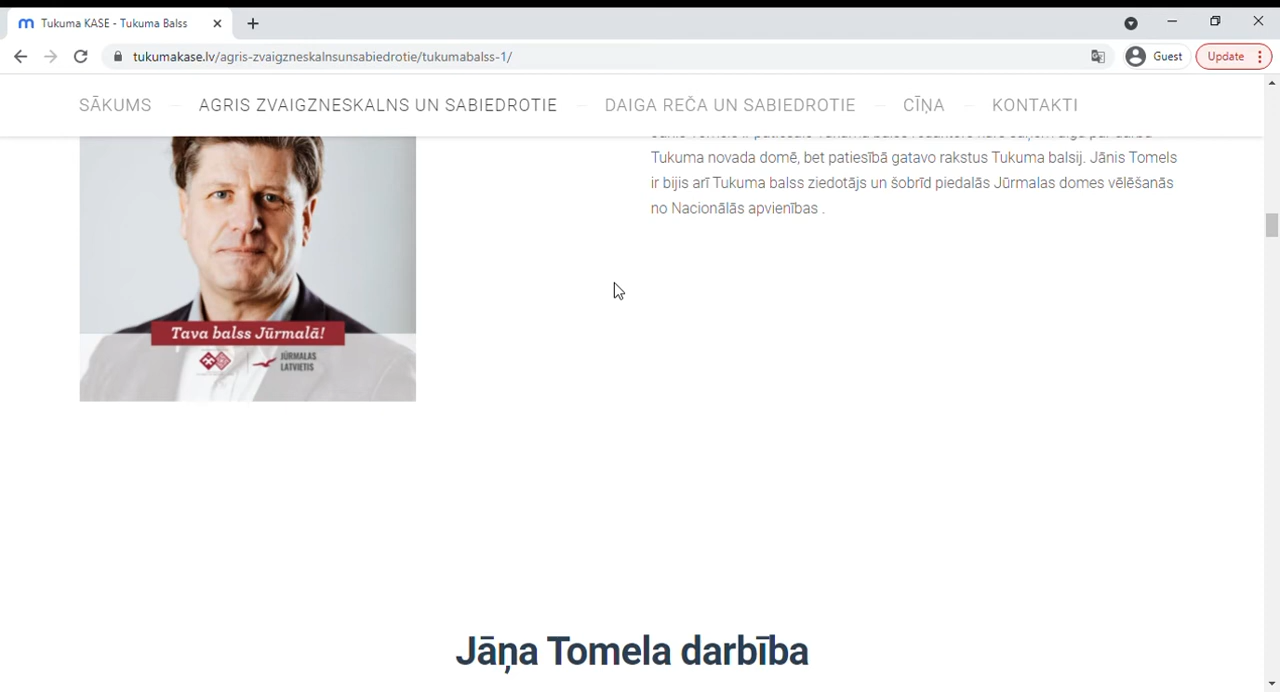 Tukuma KASE - Tukuma Balss
tukumakase.lv/agris-zvaigzneskalnsunsabiedrotie/tukumabalss-1/
Guest
Update
SĀKUMS
AGRIS ZVAIGZNESKALNS UN SABIEDROTIE
DAIGA REČA UN SABIEDROTIE
CĪŅA
KONTAKTI
Tukuma novada domē, bet patiesībā gatavo rakstus Tukuma balsij. Jānis Tomels
ir bijis arī Tukuma balss ziedotājs un šobrīd piedalās Jūrmalas domes vēlēšanās
no Nacionālās apvienības .
Tava balss Jūrmalā!
JŪRMALAS
LATVIETIS
Jāņa Tomela darbība